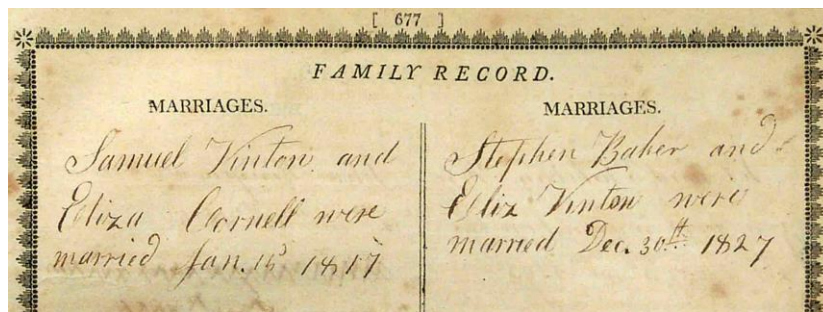 [ 677 ]
FAMILY RECORD.
MARRIAGES.
Samuel Vinton and
Eliza Cornell were
married Jan. 1817
MARRIAGES.
Stephen Baker and
Eliz Vinton were
married Dec. 30th 1827